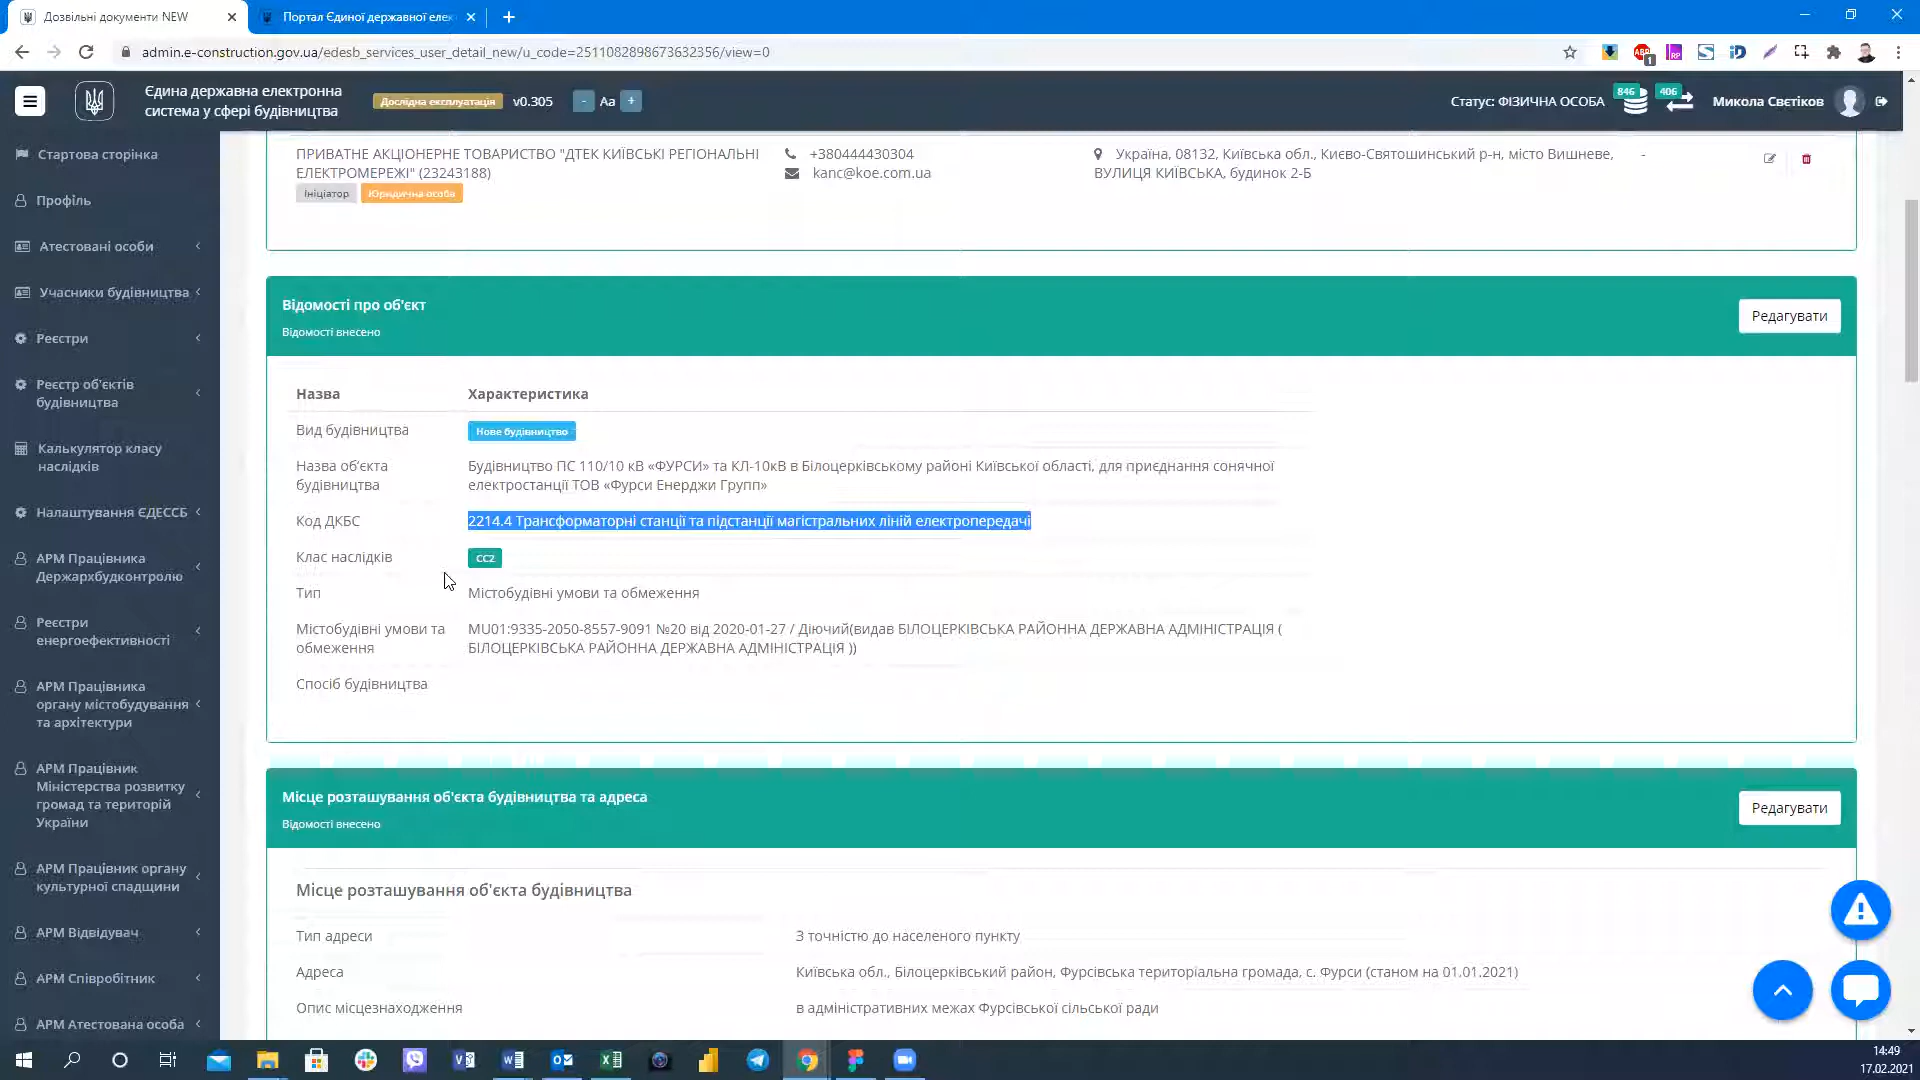 Дозвільні документи NEW
Портал Єдиної державної елек
admin.e-construction.gov.ua/edesb_services_user_detail_new/u_code=2511082898673632356/view=0
Єдина державна електронна
система у сфері будівництва
Дослідна експлуатація
v0.305
- Aa +
Статус: ФІЗИЧНА ОСОБА
846
406
Микола Свєтіков
Стартова сторінка
Профіль
Атестовані особи
Учасники будівництва
Реєстри
Реєстр об'єктів
будівництва
Калькулятор класу
наслідків
Налаштування ЄДЕССБ
АРМ Працівника
Держархбудконтролю
Реєстри
енергоефективності
АРМ Працівника
органу містобудування
та архітектури
АРМ Працівник
Міністерства розвитку
громад та територій
України
АРМ Працівник органу
культурної спадщини
АРМ Відвідувач
АРМ Співробітник
АРМ Атестована особа
ПРИВАТНЕ АКЦІОНЕРНЕ ТОВАРИСТВО "ДТЕК КИЇВСЬКІ РЕГІОНАЛЬНІ
ЕЛЕКТРОМЕРЕЖІ" (23243188)
Ініціатор
Юридична особа
+380444430304
kanc@koe.com.ua
Україна, 08132, Київська обл., Києво-Святошинський р-н, місто Вишневе,
ВУЛИЦЯ КИЇВСЬКА, будинок 2-Б
-
Відомості про об'єкт
Відомості внесено
Редагувати
Назва
Характеристика
Вид будівництва
Нове будівництво
Назва об'єкта
будівництва
Будівництво ПС 110/10 кВ «ФУРСИ» та КЛ-10кВ в Білоцерківському районі Київської області, для приєднання сонячної
електростанції ТОВ «Фурси Енерджи Групп»
Код ДКБС
2214.4 Трансформаторні станції та підстанції магістральних ліній електропередачі
Клас наслідків
СС2
Тип
Містобудівні умови та обмеження
Містобудівні умови та
обмеження
MU01:9335-2050-8557-9091 №20 від 2020-01-27 / Діючий(видав БІЛОЦЕРКІВСЬКА РАЙОННА ДЕРЖАВНА АДМІНІСТРАЦІЯ (
БІЛОЦЕРКІВСЬКА РАЙОННА ДЕРЖАВНА АДМІНІСТРАЦІЯ ))
Спосіб будівництва
Місце розташування об'єкта будівництва та адреса
Відомості внесено
Редагувати
Місце розташування об'єкта будівництва
Тип адреси
З точністю до населеного пункту
Адреса
Київська обл., Білоцерківський район, Фурсівська територіальна громада, с. Фурси (станом на 01.01.2021)
Опис місцезнаходження
в адміністративних межах Фурсівської сільської ради
14:49
17.02.2021